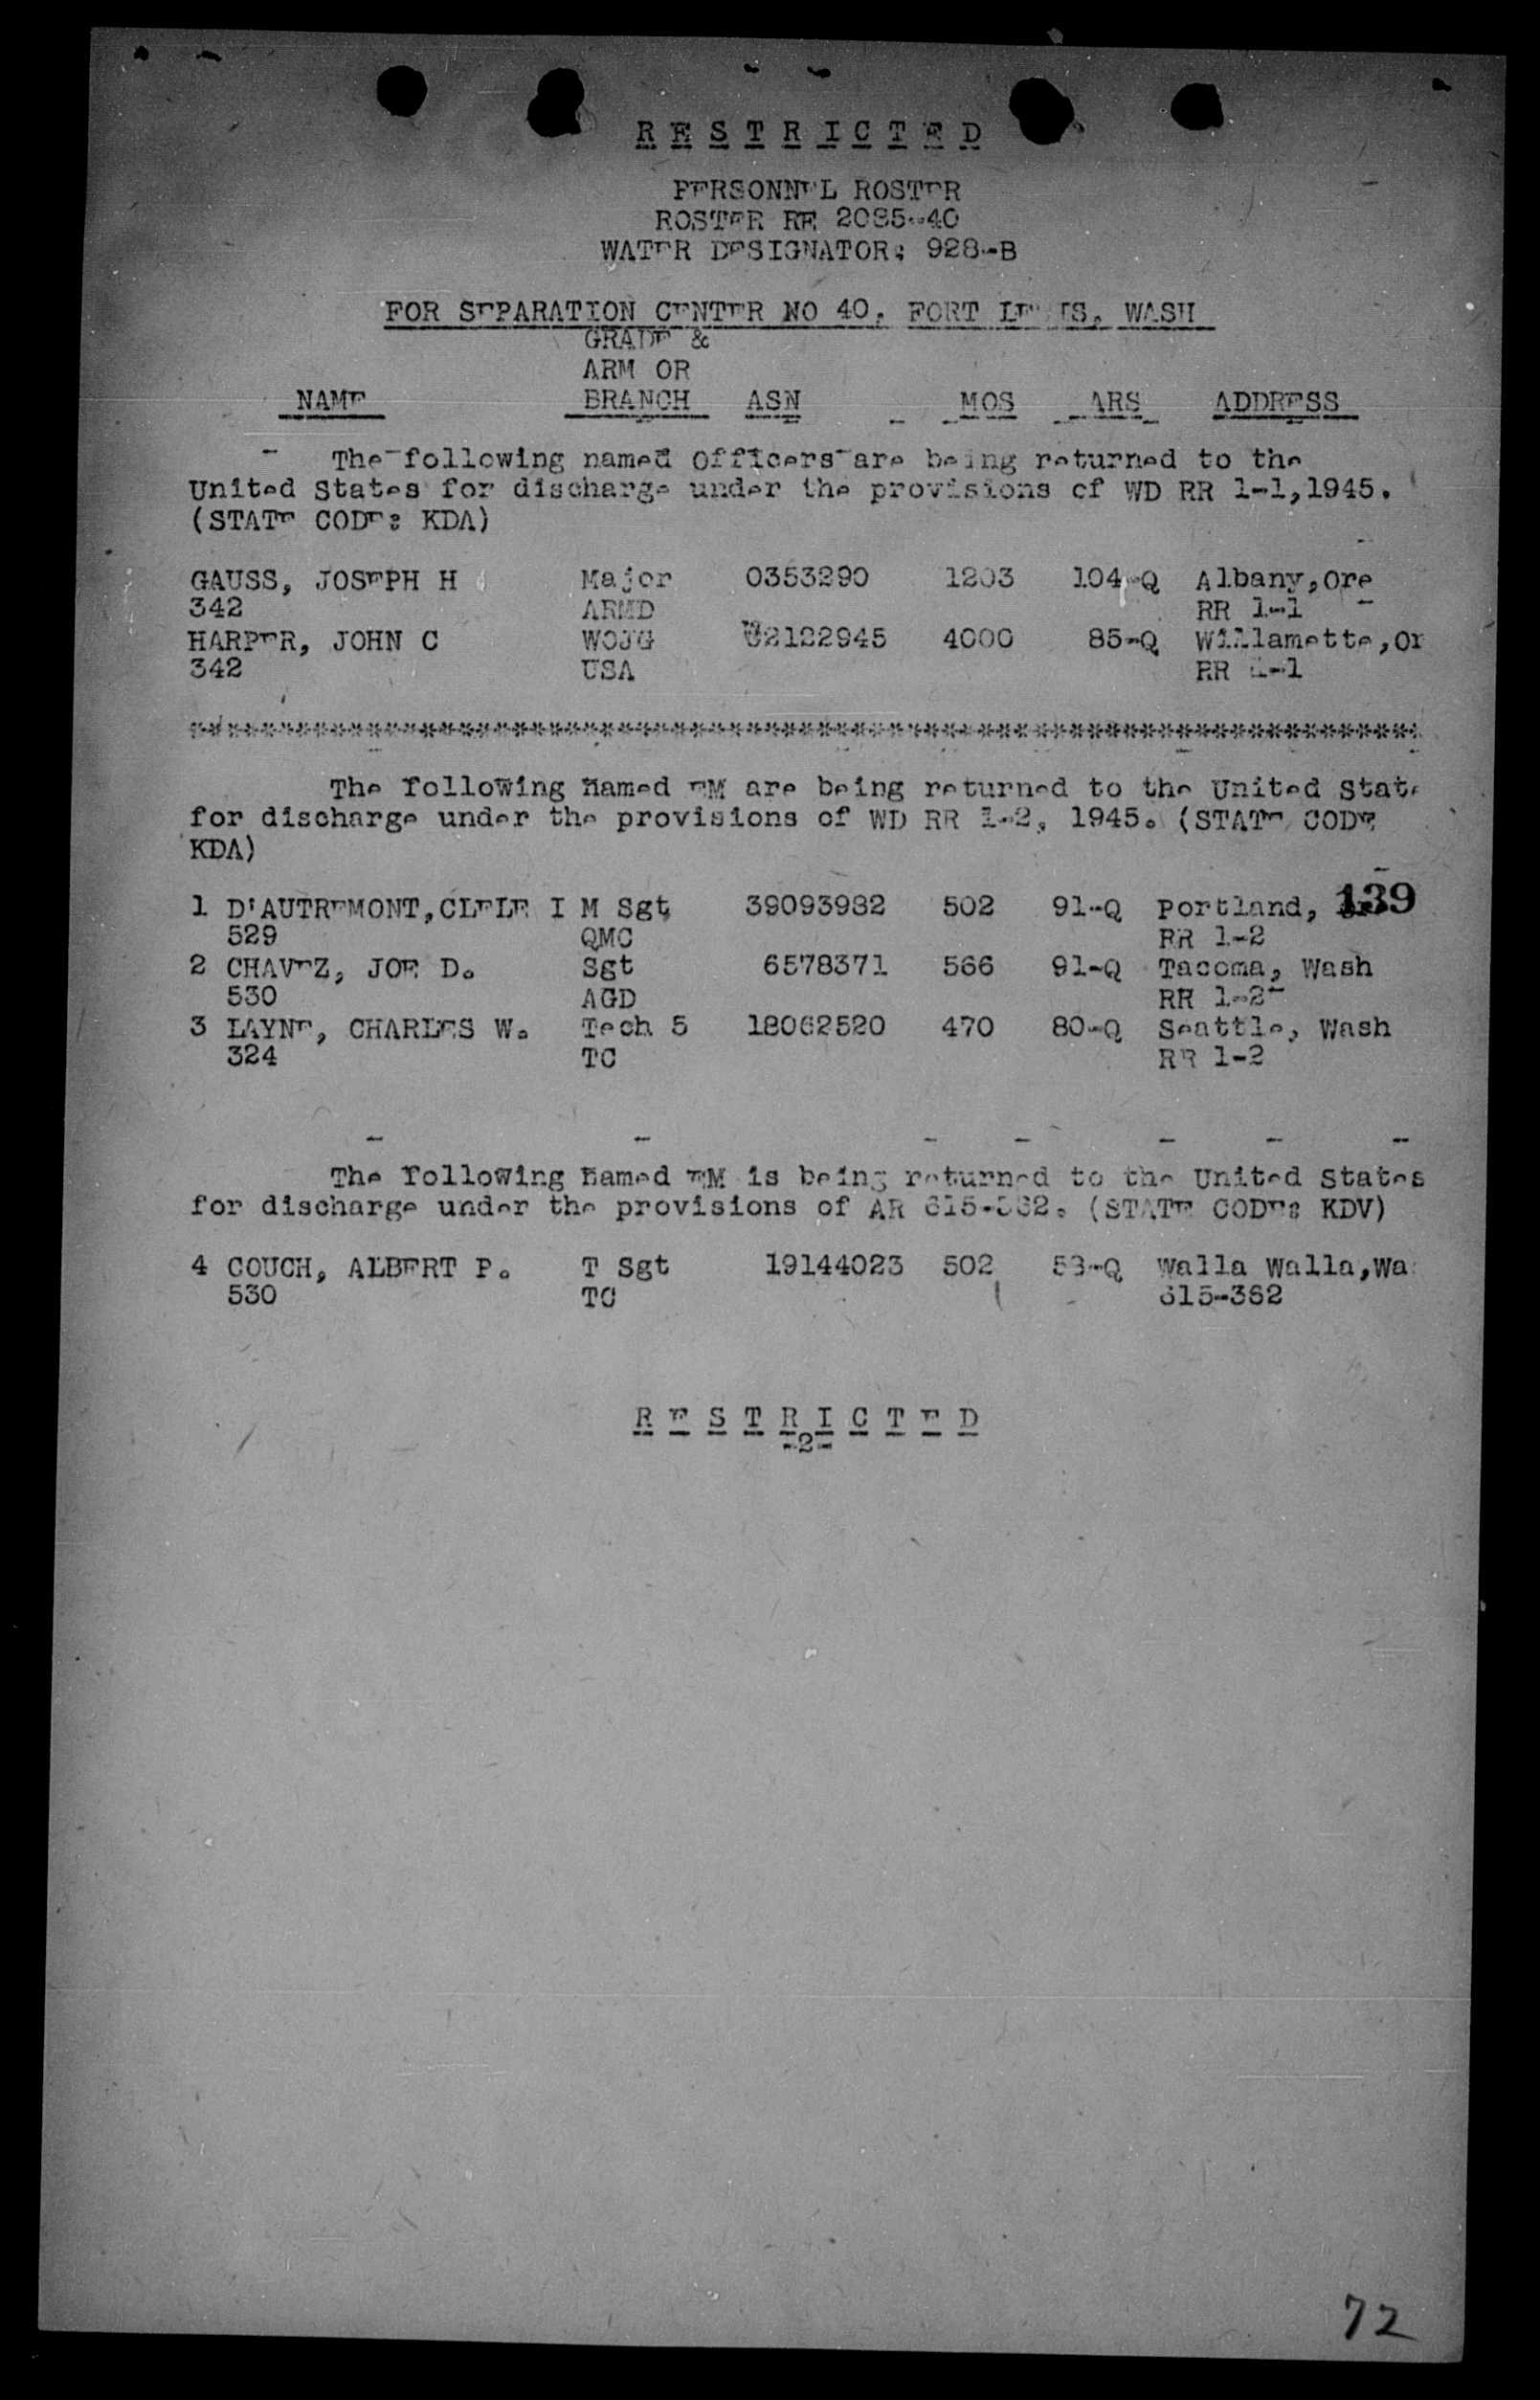 R E S T R I C T E D
PERSONNEL ROSTER
ROSTER RE 2085-40
WATER DESIGNATOR: 928-B
FOR SEPARATION CENTER NO 40, FORT LEWIS, WASH
GRADE &
ARM OR
NAME BRANCH ASN MOS ARS ADDRESS
The following named Officers are being returned to the
United States for discharge under the provisions of WD RR 1-1,1945.
(STATE CODE: KDA)
GAUSS, JOSEPH H Major 0353290 1203 104-Q Albany,Ore
342 ARMD RR 1-1
HARPER, JOHN C WOJG W2122945 4000 85-Q Willamette,Or
342 USA RR 1-1
The following named EM are being returned to the United State
for discharge under the provisions of WD RR 1-2, 1945. (STATE CODE
KDA)
1 D'AUTREMONT,CLELE I M Sgt 39093982 502 91-Q Portland, 139
529 QMC RR 1-2
2 CHAVEZ, JOE D. Sgt 6578371 566 91-Q Tacoma, Wash
530 AGD RR 1-2
3 LAYNE, CHARLES W. Tech 5 18062520 470 80-Q Seattle, Wash
324 TC RR 1-2
The following named EM is being returned to the United States
for discharge under the provisions of AR 615-362. (STATE CODE: KDV)
4 COUCH, ALBERT P. T Sgt 19144023 502 Walla Walla,Wa
530 TC 615-362
R E S T R I C T E D
-2-
72